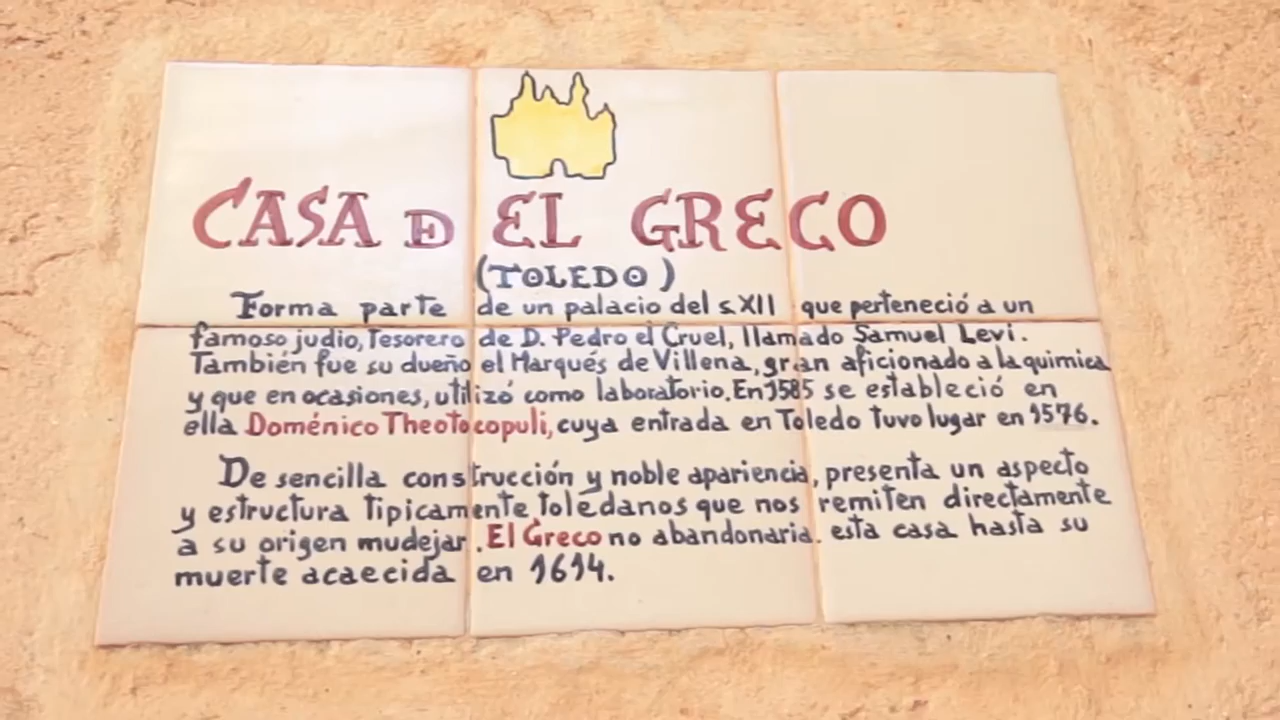 CASA DE EL GRECO
(TOLEDO)
Forma parte de un palacio del s.XII que perteneció a un
famoso judio, Tesorero de D. Pedro el Cruel, llamado Samuel Levi.
También fue su dueño el Marqués de Villena, gran aficionado a la quimica
y que en ocasiones, utilizó como laboratorio. En 1585 se estableció en
ella Doménico Theotocopuli, cuya entrada en Toledo tuvo lugar en 1576.
De sencilla construcción y noble apariencia, presenta un aspecto
y estructura tipicamente toledanos que nos remiten directamente
a su origen mudejar. El Greco no abandonaria. esta casa hasta su
muerte acaecida en 1614.